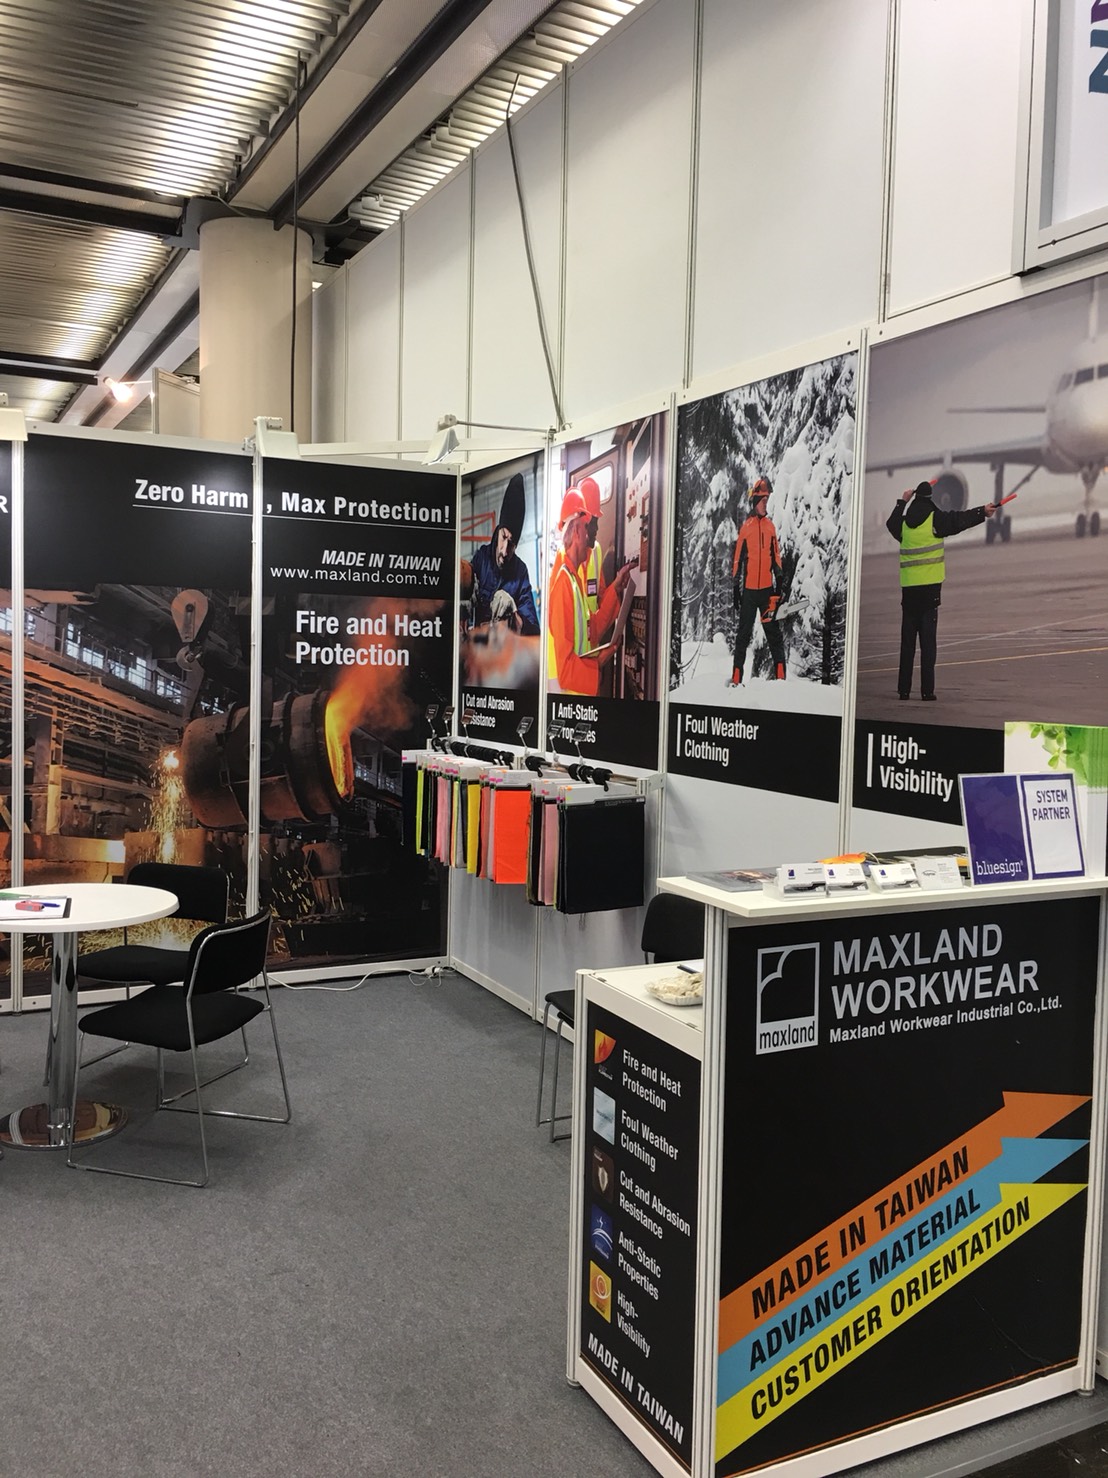 Zero Harm , Max Protection!
MADE IN TAIWAN
www.maxland.com.tw
Fire and Heat
Protection
Cut and Abrasion
Anti-Static
Foul Weather
Clothing
High-
Visibility
bluesign®
SYSTEM
PARTNER
maxland
MAXLAND
WORKWEAR
Maxland Workwear Industrial Co.,Ltd.
MADE IN TAIWAN
ADVANCE MATERIAL
CUSTOMER ORIENTATION
Fire and Heat
Protection
Foul Weather
Clothing
Cut and Abrasion
Resistance
Anti-Static
Properties
High-
Visibility
MADE IN TAIWAN